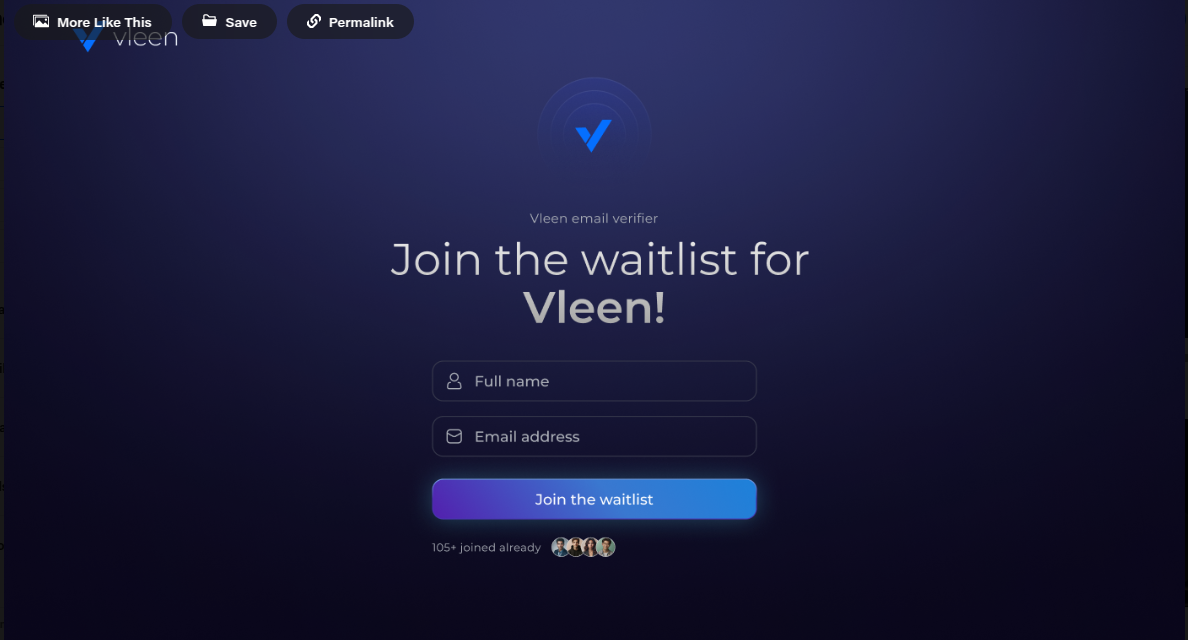 More Like This
Save
Permalink
vleen
Vleen email verifier
Join the waitlist for
Vleen!
Full name
Email address
Join the waitlist
105+ joined already